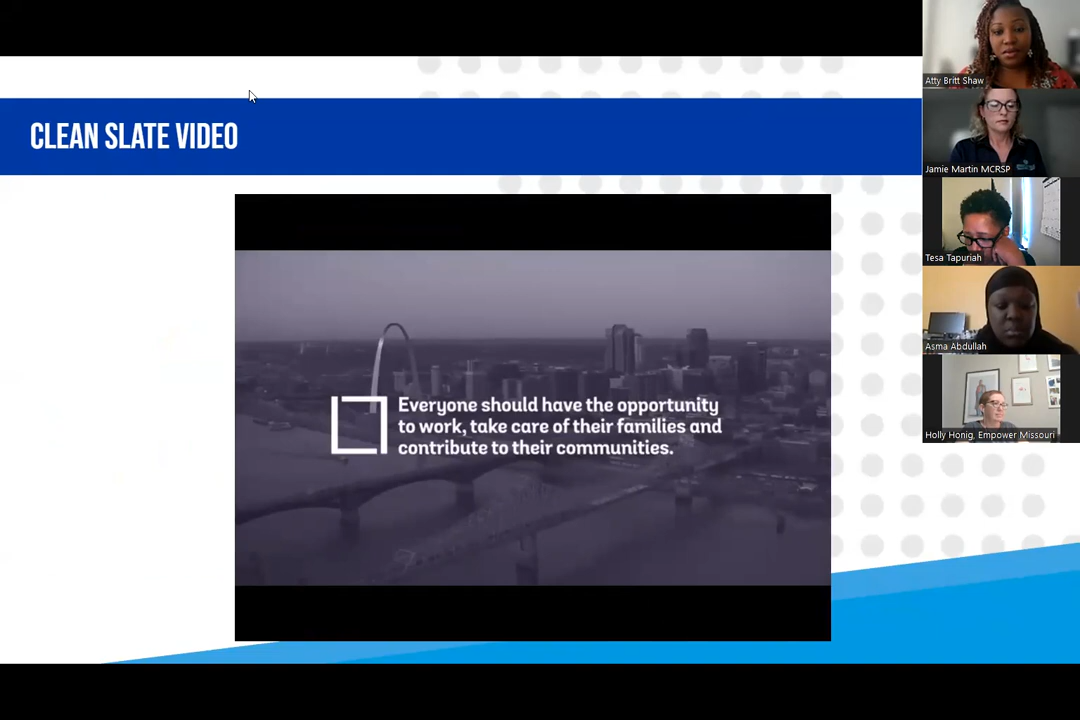 CLEAN SLATE VIDEO
Everyone should have the opportunity
to work, take care of their families and
contribute to their communities.
Atty Britt Shaw
Jamie Martin MCRSP
Tesa Tapuriah
Asma Abdullah
Holly Honig, Empower Missouri